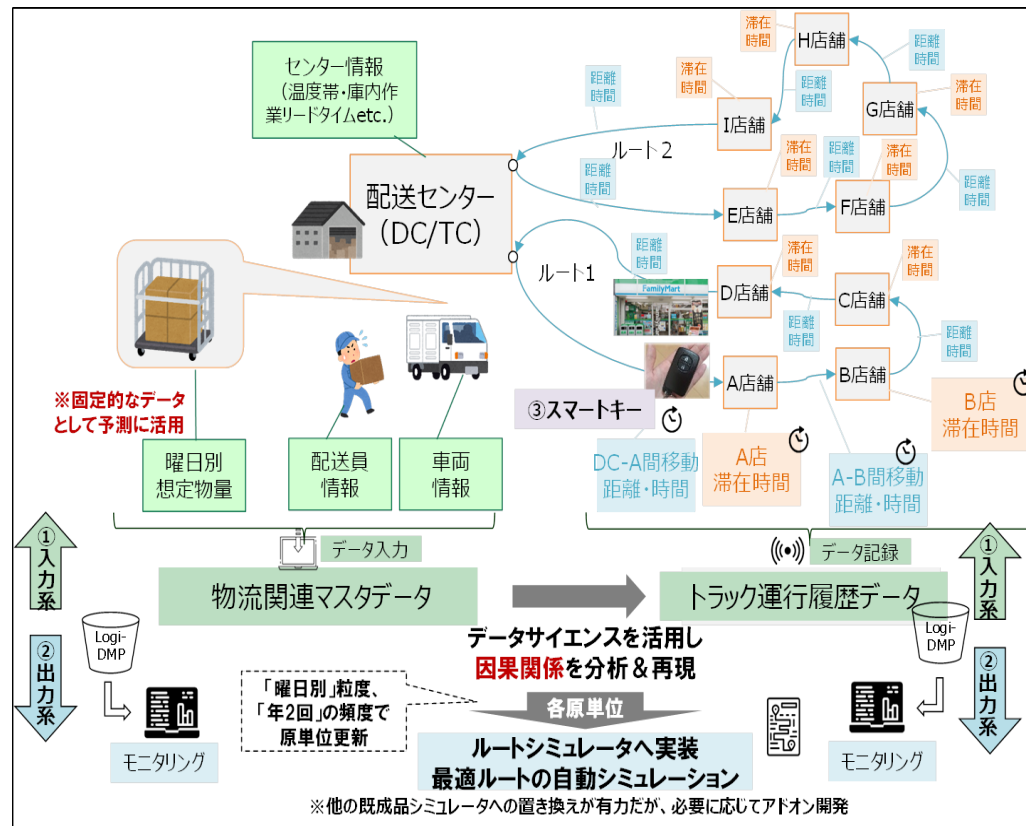 センター情報
（温度帯・庫内作
業リードタイムetc.）
配送センター
（DC/TC）
距離
時間
ルート2
距離
時間
滞在
時間
I店舗
滞在
時間
H店舗
距離
時間
滞在
時間
距離
時間
G店舗
滞在
時間
距離
時間
滞在
時間
E店舗
距離
時間
滞在
時間
F店舗
ルート1
距離
時間
FamilyMart
D店舗
滞在
時間
距離
時間
C店舗
滞在
時間
距離
時間
A店舗
B店舗
③スマートキー
DC-A間移動
距離・時間
A店
滞在時間
A-B間移動
距離・時間
B店
滞在時間
※固定的なデータ
として予測に活用
曜日別
想定物量
配送員
情報
車両
情報
①入力系
②出力系
データ入力
物流関連マスタデータ
データ記録
トラック運行履歴データ
①入力系
②出力系
Logi-
DMP
モニタリング
データサイエンスを活用し
因果関係を分析＆再現
「曜日別」粒度、
「年2回」の頻度で
原単位更新
各原単位
ルートシミュレータへ実装
最適ルートの自動シミュレーション
Logi-
DMP
モニタリング
※他の既成品シミュレータへの置き換えが有力だが、必要に応じてアドオン開発